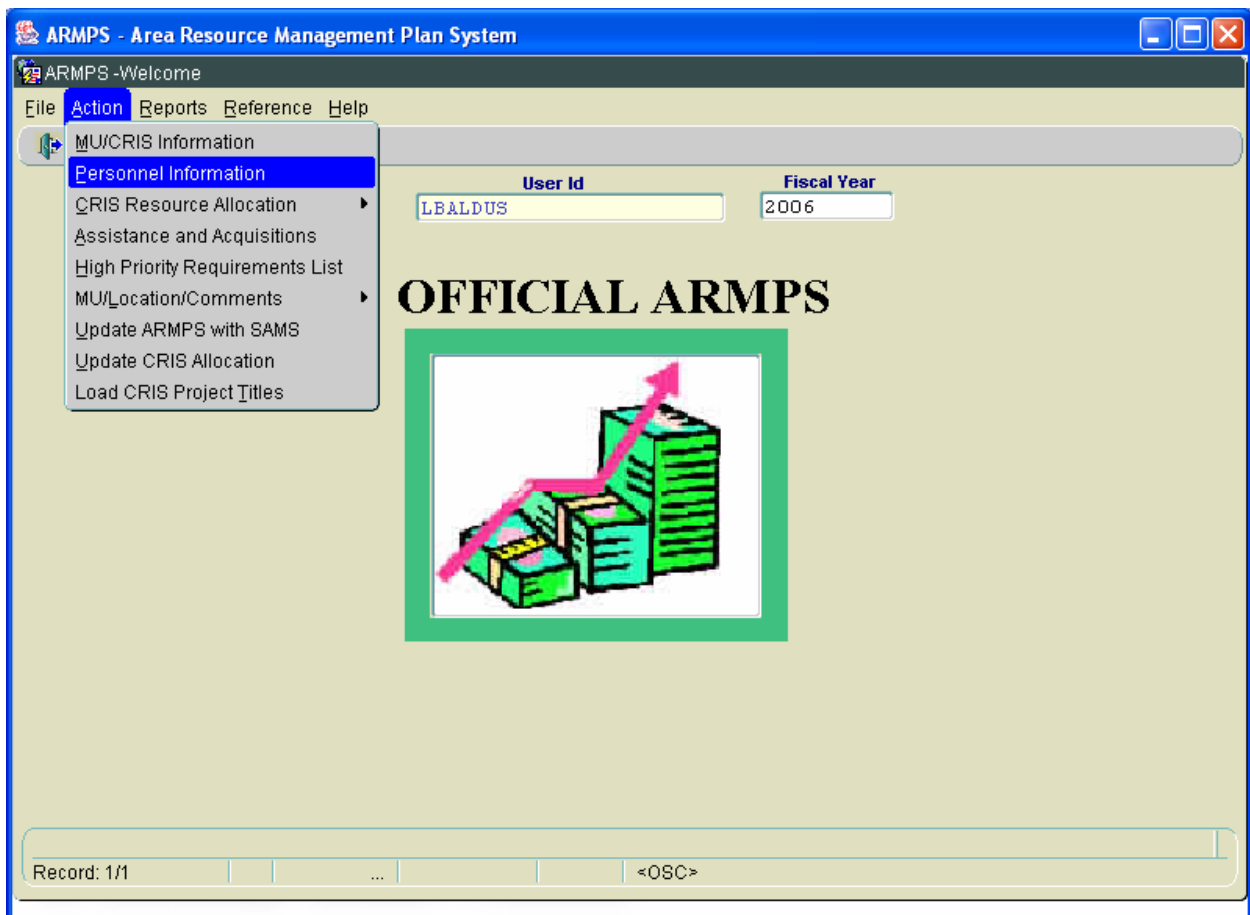 ARMPS - Area Resource Management Plan System
ARMPS -Welcome
File Action Reports Reference Help
MU/CRIS Information
Personnel Information
CRIS Resource Allocation
Assistance and Acquisitions
High Priority Requirements List
MU/Location/Comments
Update ARMPS with SAMS
Update CRIS Allocation
Load CRIS Project Titles
User Id Fiscal Year
LBALDUS 2006
OFFICIAL ARMPS
Record: 1/1 ... <OSC>